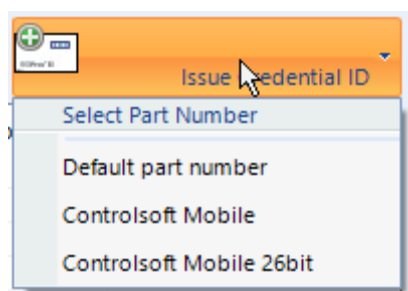 Issue Credential ID
Select Part Number
Default part number
Controlsoft Mobile
Controlsoft Mobile 26bit